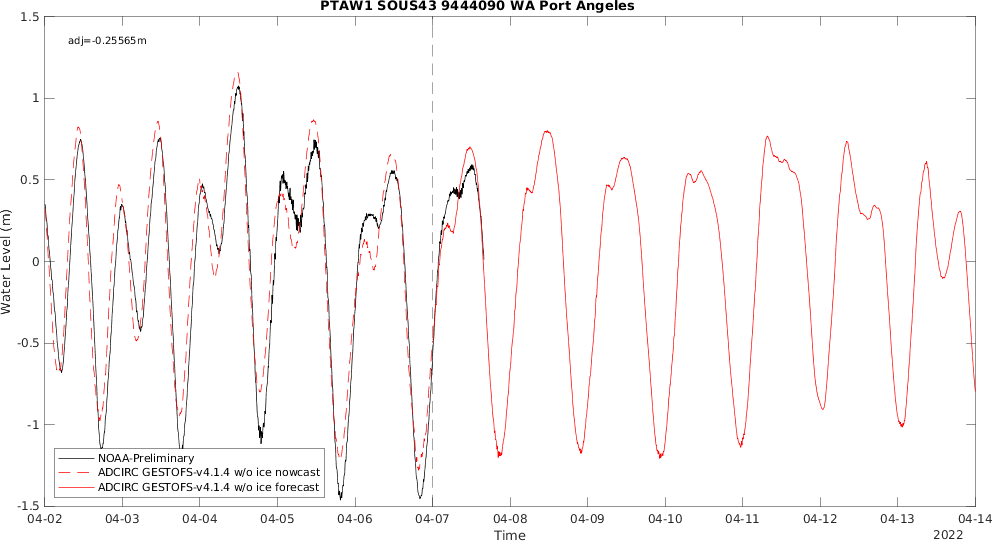 PTAW1 SOUS43 9444090 WA Port Angeles
adj=-0.25565m
1.5
1
0.5
0
-0.5
-1
-1.5
Water Level (m)
NOAA-Preliminary
ADCIRC GESTOFS-v4.1.4 w/o ice nowcast
ADCIRC GESTOFS-v4.1.4 w/o ice forecast
04-02 04-03 04-04 04-05 04-06 04-07 04-08 04-09 04-10 04-11 04-12 04-13 04-14
Time
2022